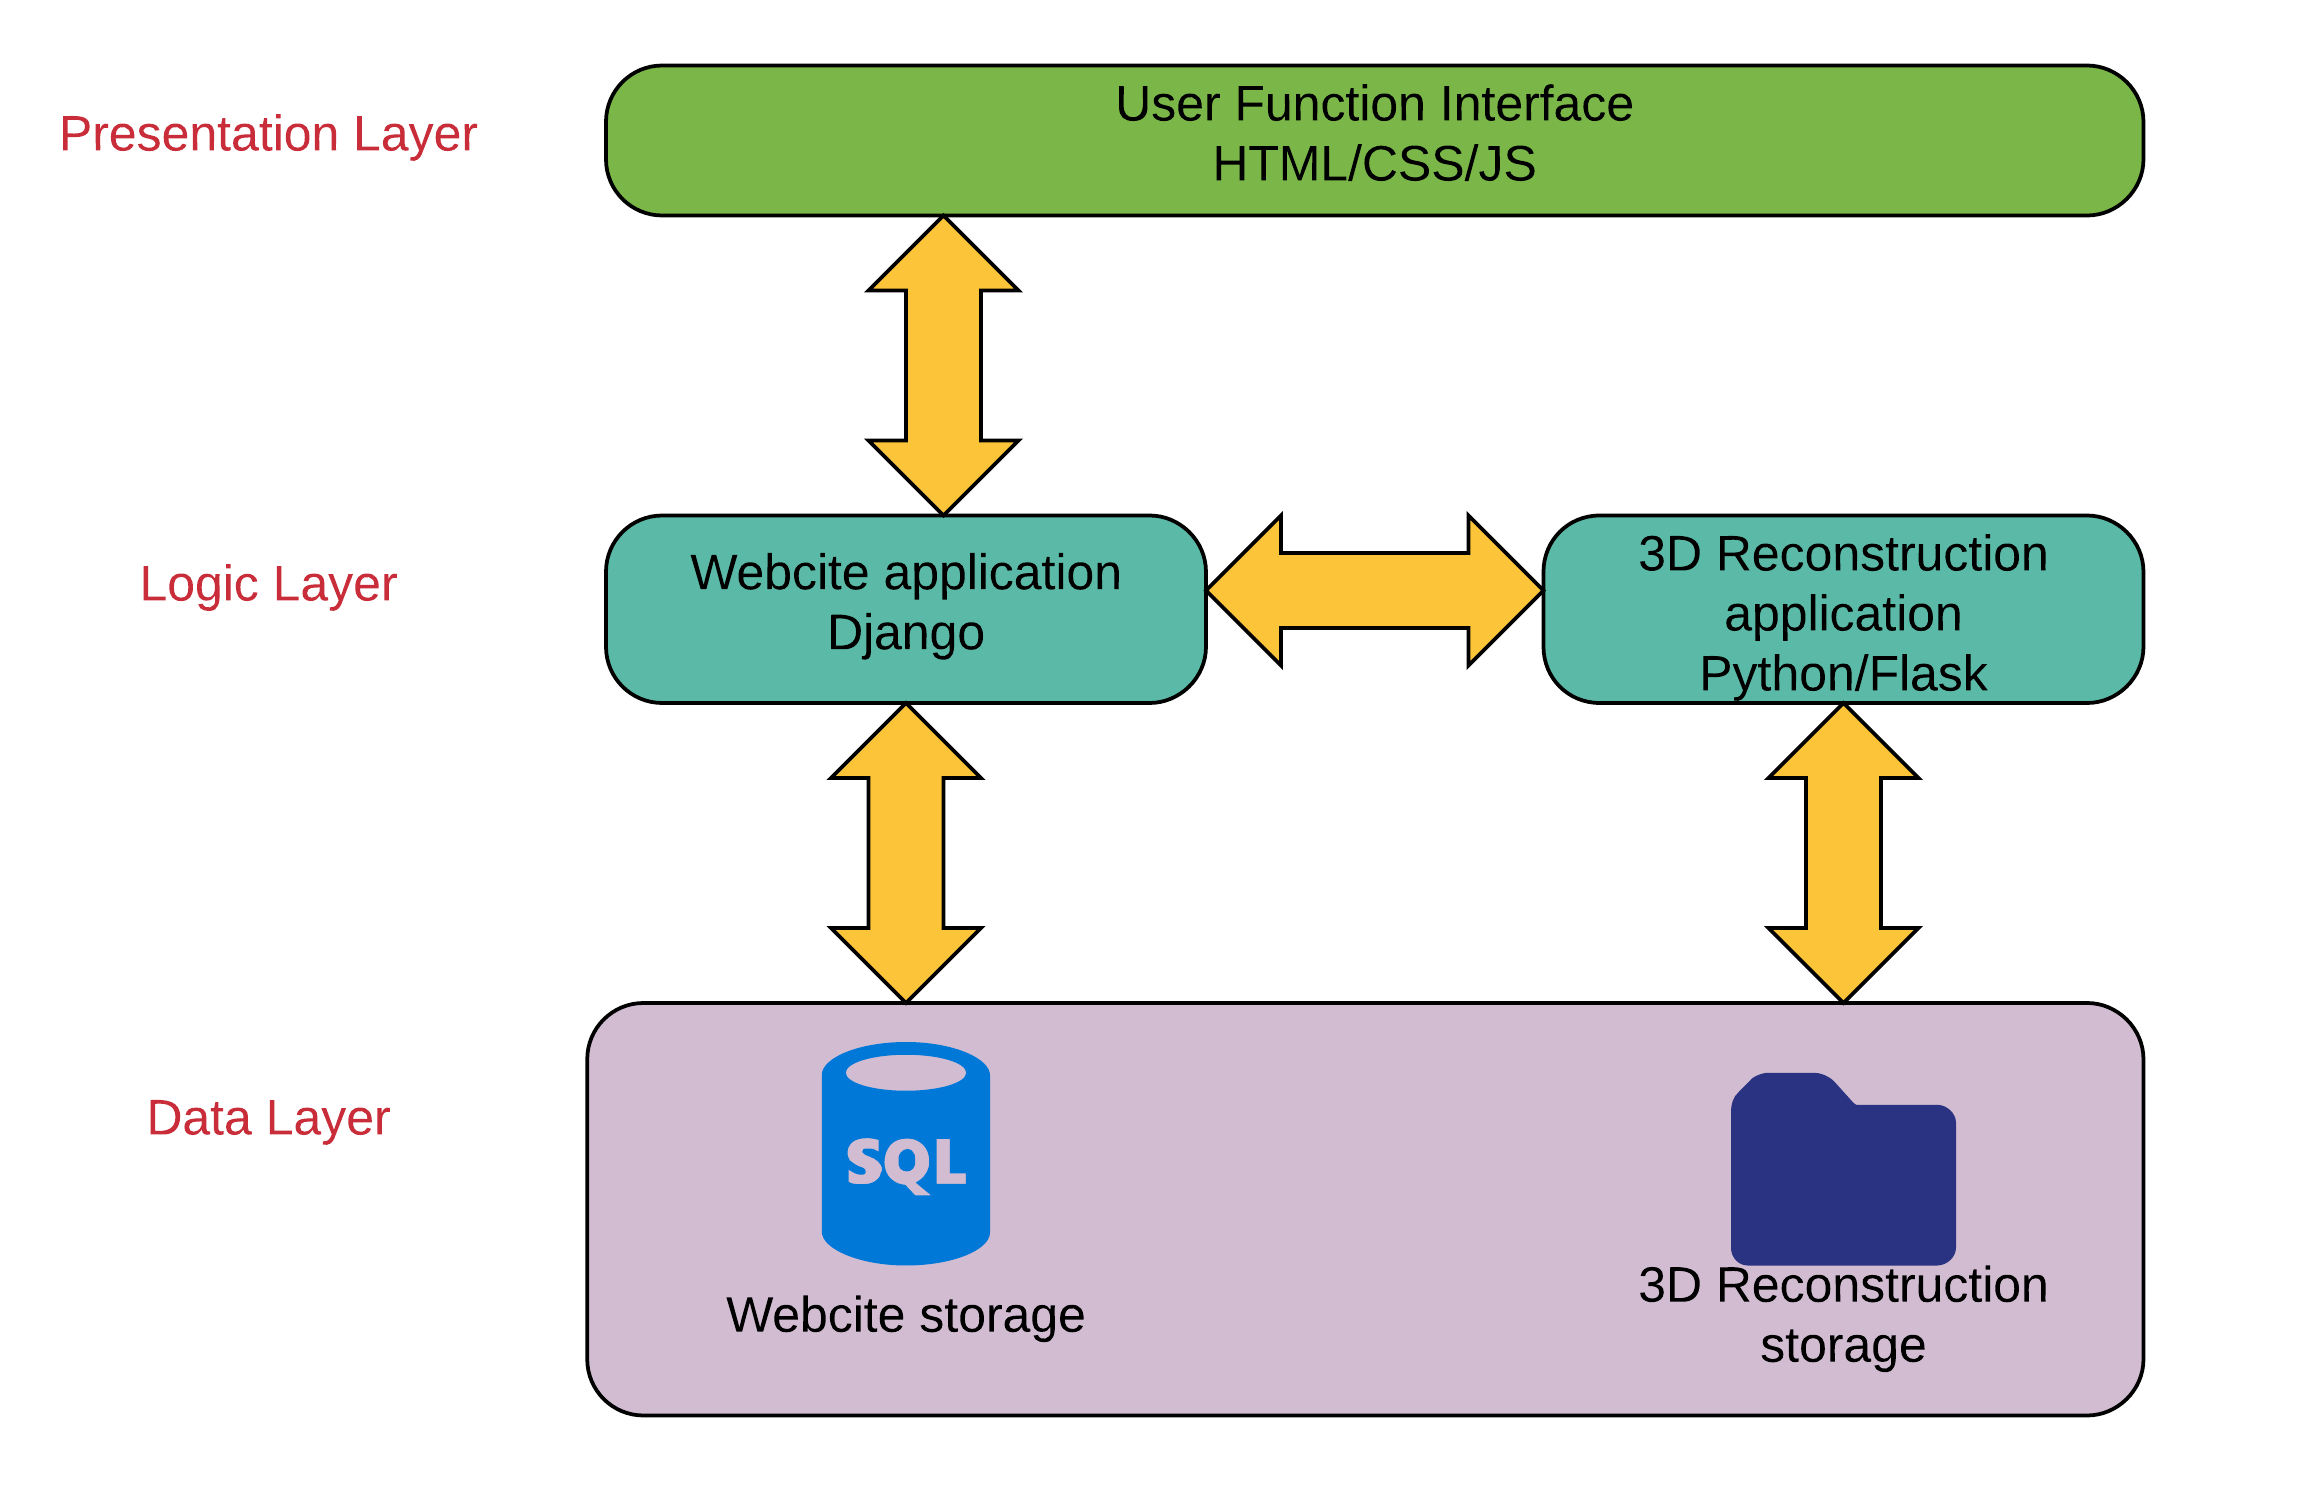 Presentation Layer
User Function Interface
HTML/CSS/JS
Logic Layer
Webcite application
Django
3D Reconstruction
application
Python/Flask
Data Layer
SQL
Webcite storage
3D Reconstruction
storage